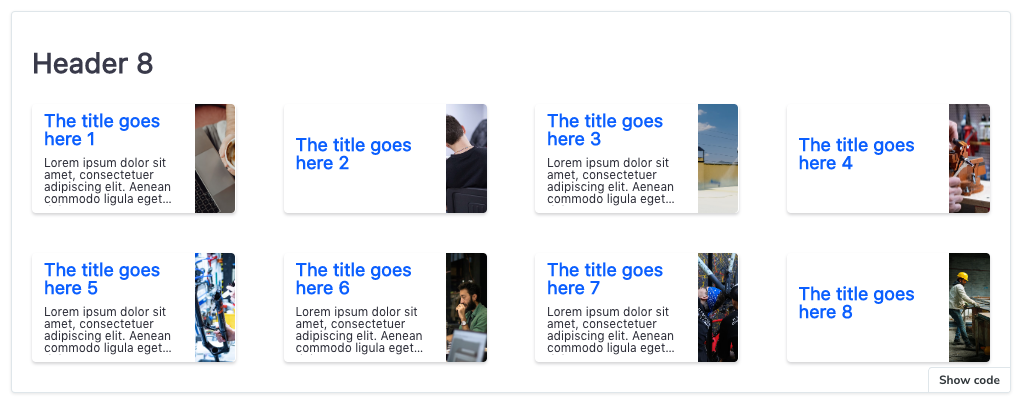 Header 8
The title goes
here 1
Lorem ipsum dolor sit
amet, consectetuer
adipiscing elit. Aenean
commodo ligula eget...
The title goes
here 2
The title goes
here 3
Lorem ipsum dolor sit
amet, consectetuer
adipiscing elit. Aenean
commodo ligula eget...
The title goes
here 4
The title goes
here 5
Lorem ipsum dolor sit
amet, consectetuer
adipiscing elit. Aenean
commodo ligula eget...
The title goes
here 6
Lorem ipsum dolor sit
amet, consectetuer
adipiscing elit. Aenean
commodo ligula eget...
The title goes
here 7
Lorem ipsum dolor sit
amet, consectetuer
adipiscing elit. Aenean
commodo ligula eget...
The title goes
here 8
Show code